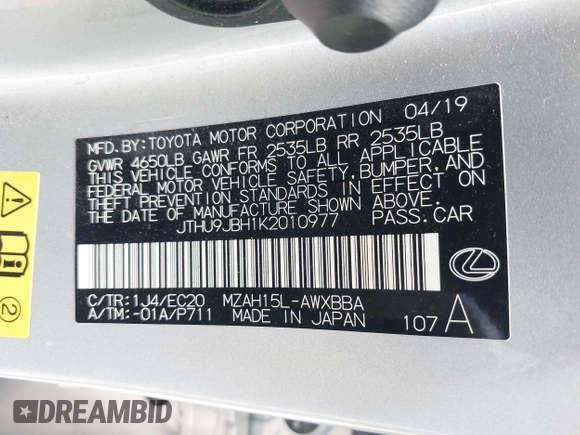 MFD.BY:TOYOTA MOTOR CORPORATION 04/19
GVWR 4650LB GAWR FR 2535LB RR 2535LB
THIS VEHICLE CONFORMS TO ALL APPLICABLE
FEDERAL MOTOR VEHICLE SAFETY,BUMPER,AND
THEFT PREVENTION STANDARDS IN EFFECT ON
THE DATE OF MANUFACTURE SHOWN ABOVE.
JTHU9JBH1K2010977 PASS.CAR
C/TR:1J4/EC20 MZAH15L-AWXBBA
A/TM:-01A/P711 MADE IN JAPAN 107 A
2
DREAMBID